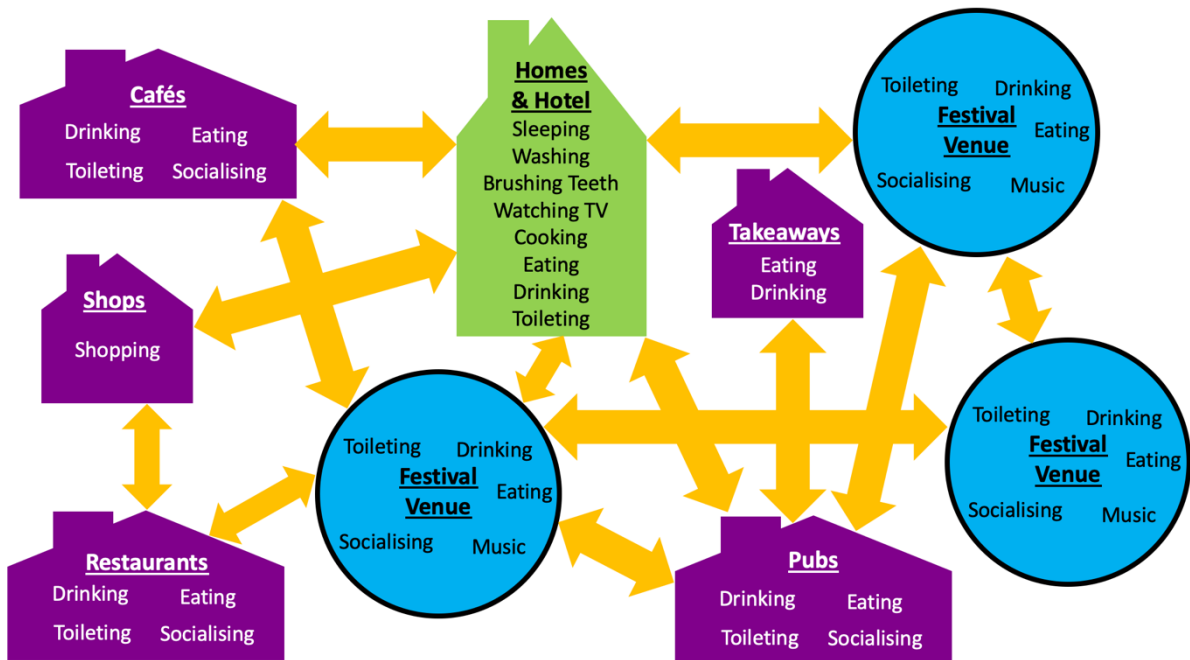 Cafés
Drinking Eating
Toileting Socialising
Homes
& Hotel
Sleeping
Washing
Brushing Teeth
Watching TV
Cooking
Eating
Drinking
Toileting
Toileting Drinking
Festival
Venue
Eating
Socialising Music
Takeaways
Eating
Drinking
Shops
Shopping
Toileting Drinking
Festival
Venue
Eating
Socialising Music
Toileting Drinking
Festival
Venue
Eating
Socialising Music
Restaurants
Drinking Eating
Toileting Socialising
Pubs
Drinking Eating
Toileting Socialising